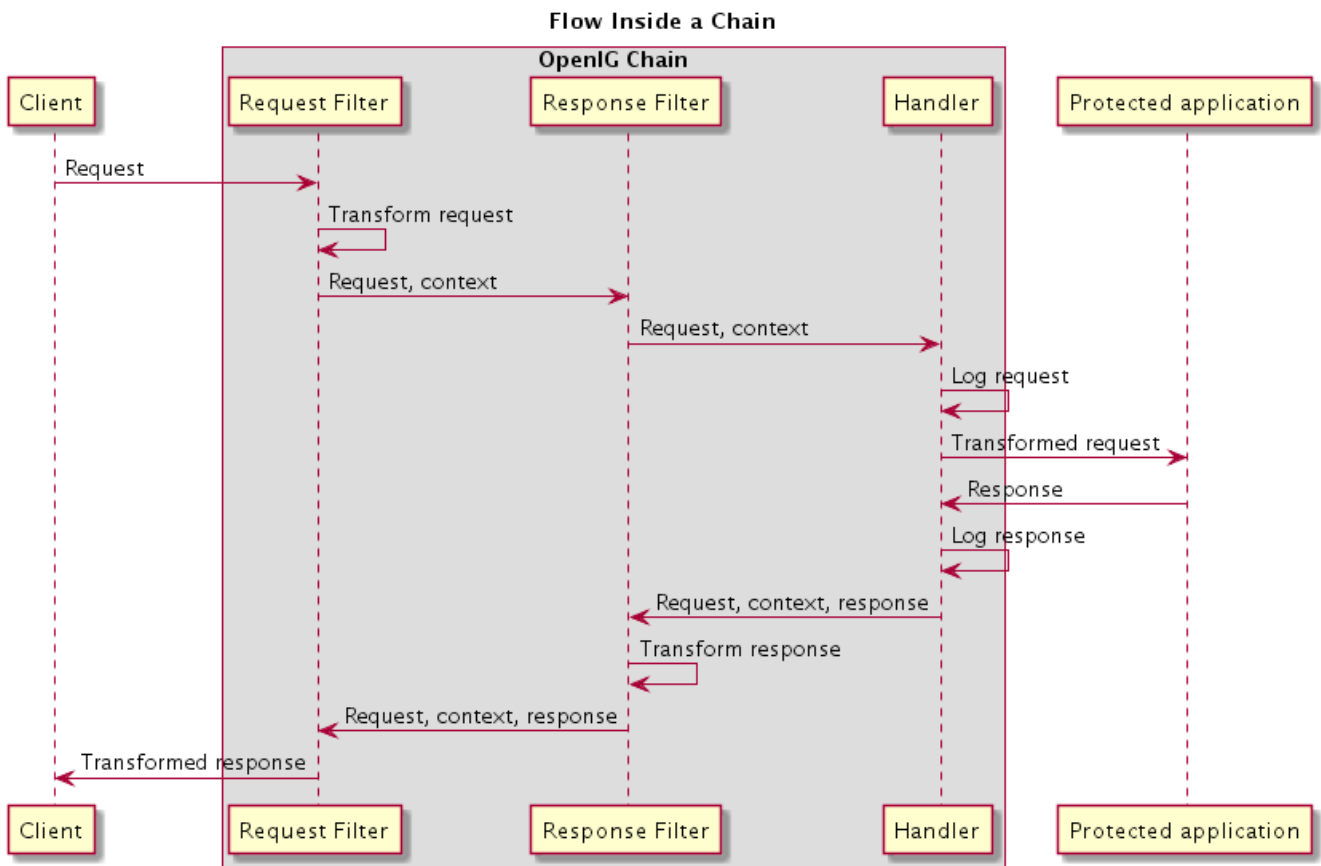 Flow Inside a Chain
OpenIG Chain
Client
Request Filter
Response Filter
Handler
Protected application
Request
Transform request
Request, context
Request, context
Log request
Transformed request
Response
Log response
Request, context, response
Transform response
Request, context, response
Transformed response
Client
Request Filter
Response Filter
Handler
Protected application